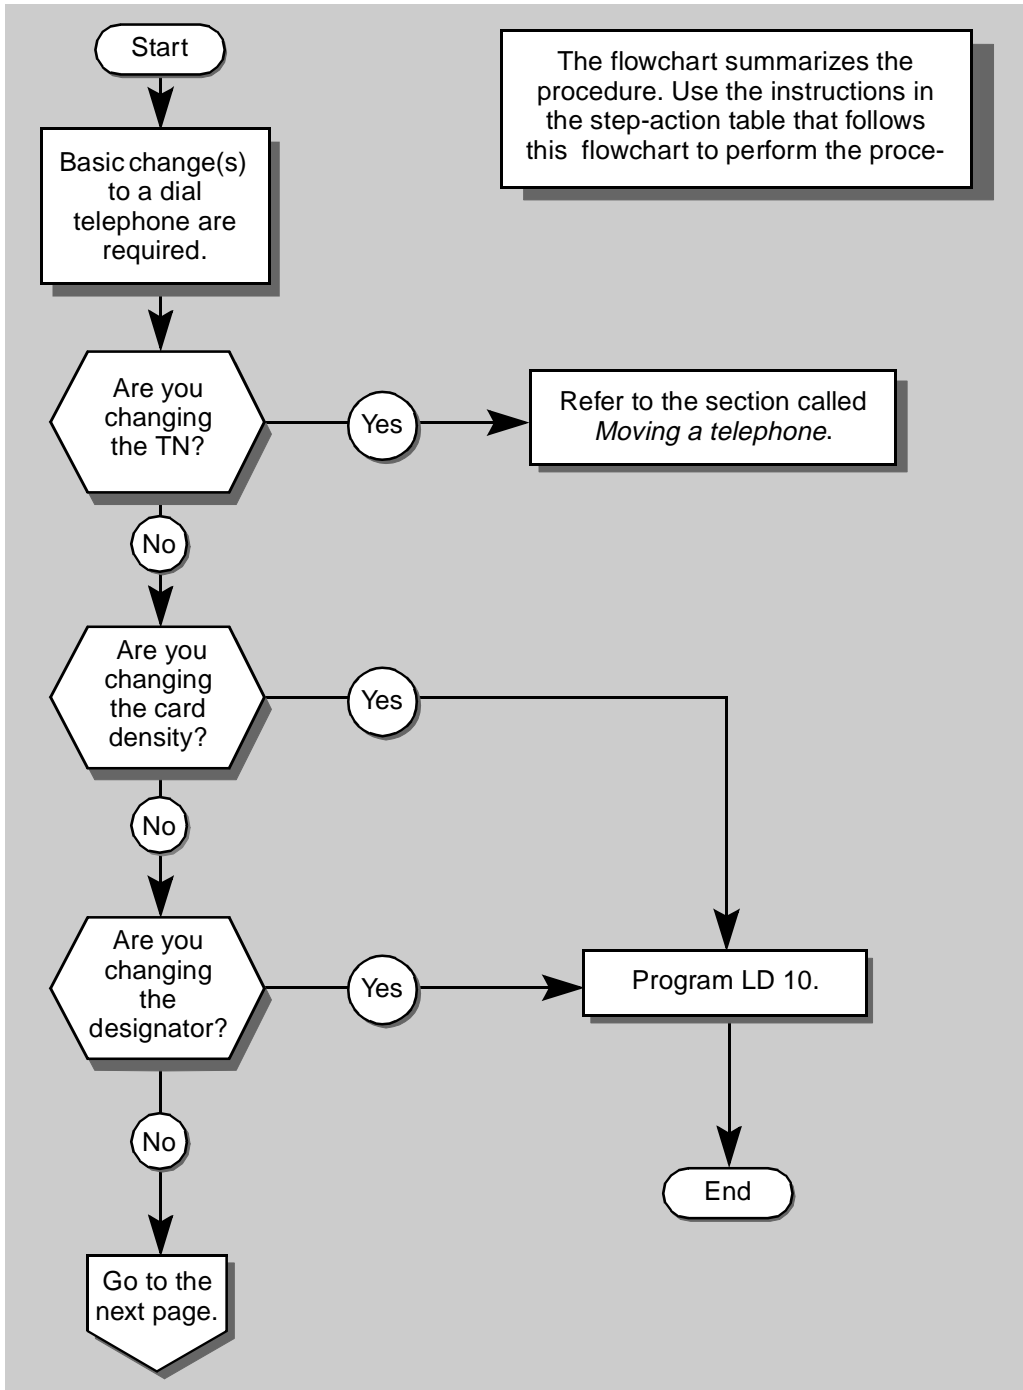 Start
The flowchart summarizes the
procedure. Use the instructions in
the step-action table that follows
this flowchart to perform the proce-
Basic change(s)
to a dial
telephone are
required.
Are you
changing
the TN?
Yes
Refer to the section called
Moving a telephone.
No
Are you
changing
the card
density?
Yes
No
Are you
changing
the
designator?
Yes
Program LD 10.
No
End
Go to the
next page.